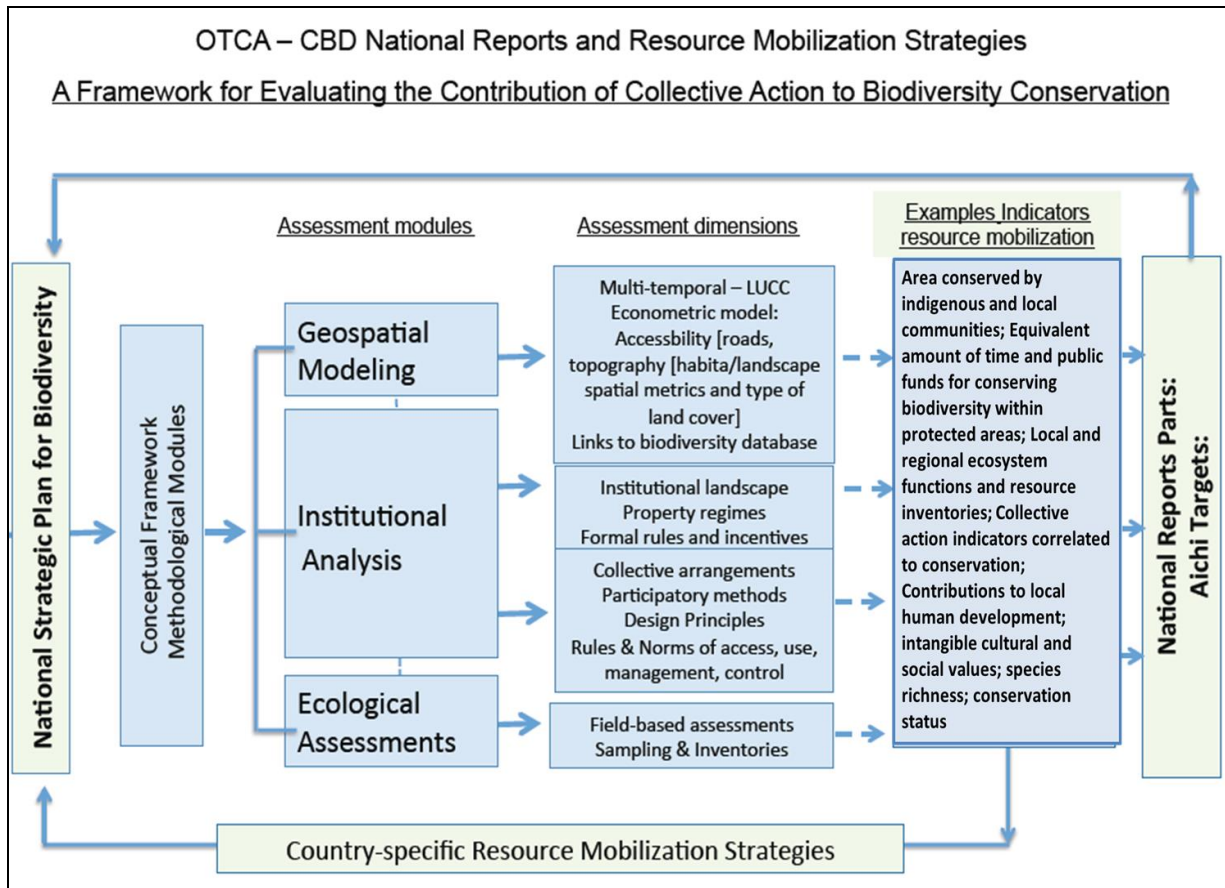 OTCA – CBD National Reports and Resource Mobilization Strategies
A Framework for Evaluating the Contribution of Collective Action to Biodiversity Conservation
Assessment modules
Assessment dimensions
Examples Indicators
resource mobilization
National Strategic Plan for Biodiversity
Conceptual Framework
Methodological Modules
Geospatial
Modeling
Institutional
Analysis
Ecological
Assessments
Multi-temporal – LUCC
Econometric model:
Accessbility [roads,
topography [habita/landscape
spatial metrics and type of
land cover]
Links to biodiversity database
Institutional landscape
Property regimes
Formal rules and incentives
Collective arrangements
Participatory methods
Design Principles
Rules & Norms of access, use,
management, control
Field-based assessments
Sampling & Inventories
Area conserved by
indigenous and local
communities; Equivalent
amount of time and public
funds for conserving
biodiversity within
protected areas; Local and
regional ecosystem
functions and resource
inventories; Collective
action indicators correlated
to conservation;
Contributions to local
human development;
intangible cultural and
social values; species
richness; conservation
status
National Reports Parts:
Aichi Targets:
Country-specific Resource Mobilization Strategies